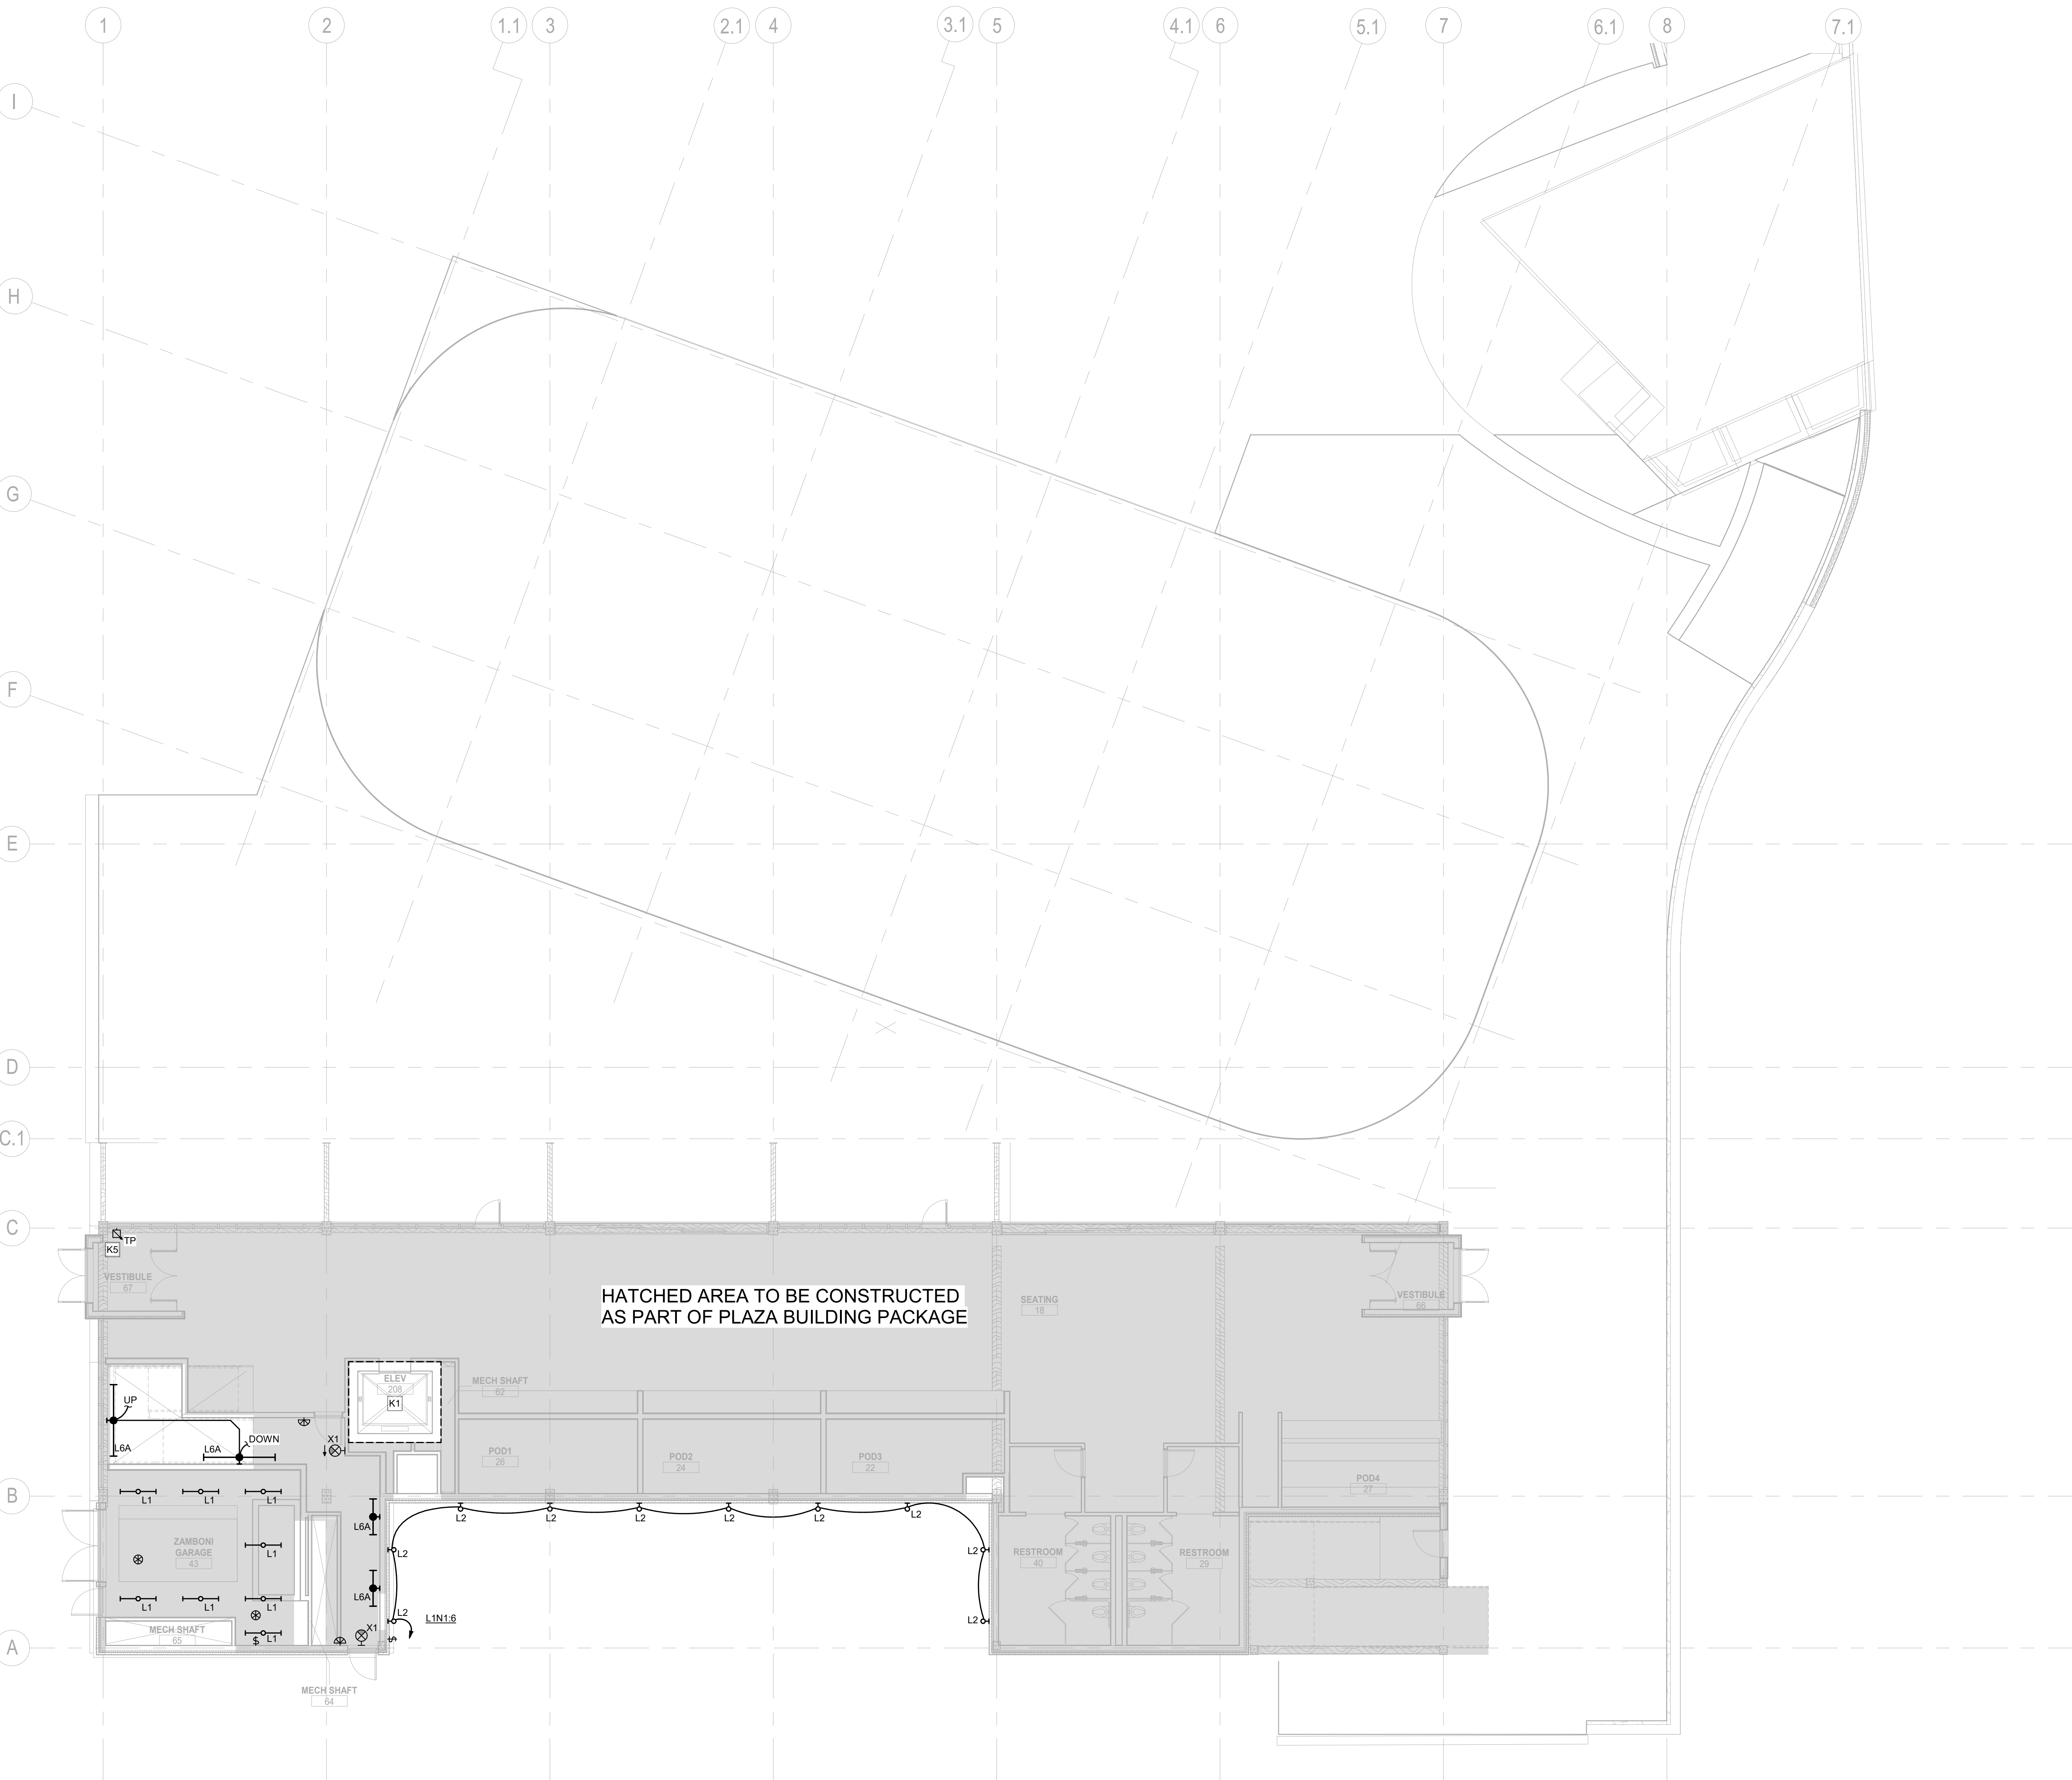 1
2
1.1
3
2.1
4
3.1
5
4.1
6
5.1
7
6.1
8
7.1
I
H
G
F
E
D
C.1
C
B
A
TP
K5
VESTIBULE
67
HATCHED AREA TO BE CONSTRUCTED
AS PART OF PLAZA BUILDING PACKAGE
SEATING
18
VESTIBULE
66
ELEV
208
K1
MECH SHAFT
62
UP
L6A
L6A
DOWN
X1
POD1
26
POD2
24
POD3
22
POD4
27
L1
L1
L1
L6A
L2
L2
L2
L2
L2
L2
ZAMBONI
GARAGE
43
L1
L2
L2
RESTROOM
40
RESTROOM
29
L1
L1
L1
L6A
L2
L1N1:6
L2
MECH SHAFT
65
$
L1
X1
$
MECH SHAFT
64